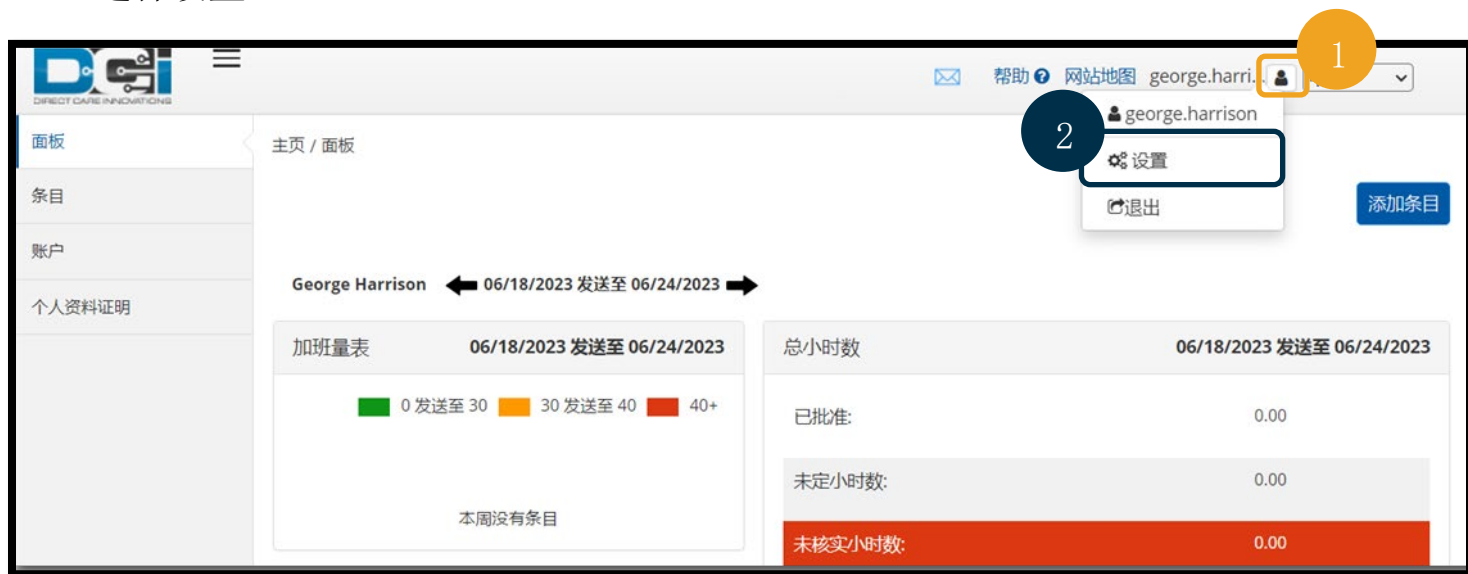 DCI
DIRECT CARE INNOVATIONS
帮助 网站地图 george.harri...
1
george.harrison
2
设置
退出
面板
条目
账户
个人资料证明
主页 / 面板
添加条目
George Harrison 06/18/2023 发送至 06/24/2023
加班量表 06/18/2023 发送至 06/24/2023
0 发送至 30 30 发送至 40 40+
本周没有条目
总小时数 06/18/2023 发送至 06/24/2023
已批准: 0.00
未定小时数: 0.00
未核实小时数: 0.00